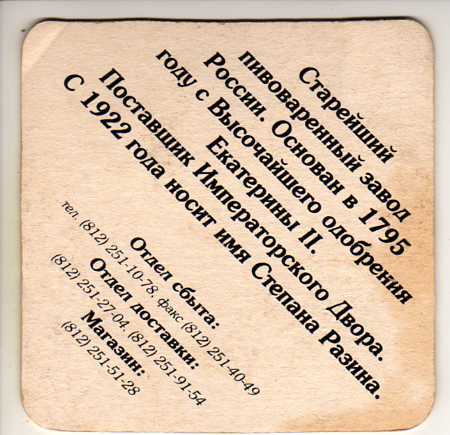 Старейший
пивоваренный завод
России. Основан в 1795
году с Высочайшего одобрения
Екатерины II.
Поставщик Императорского Двора.
С 1922 года носит имя Степана Разина.
Отдел сбыта:
тел. (812) 251-10-78, факс (812) 251-40-49
Отдел доставки:
(812) 251-27-04, (812) 251-91-54
Магазин:
(812) 251-51-28